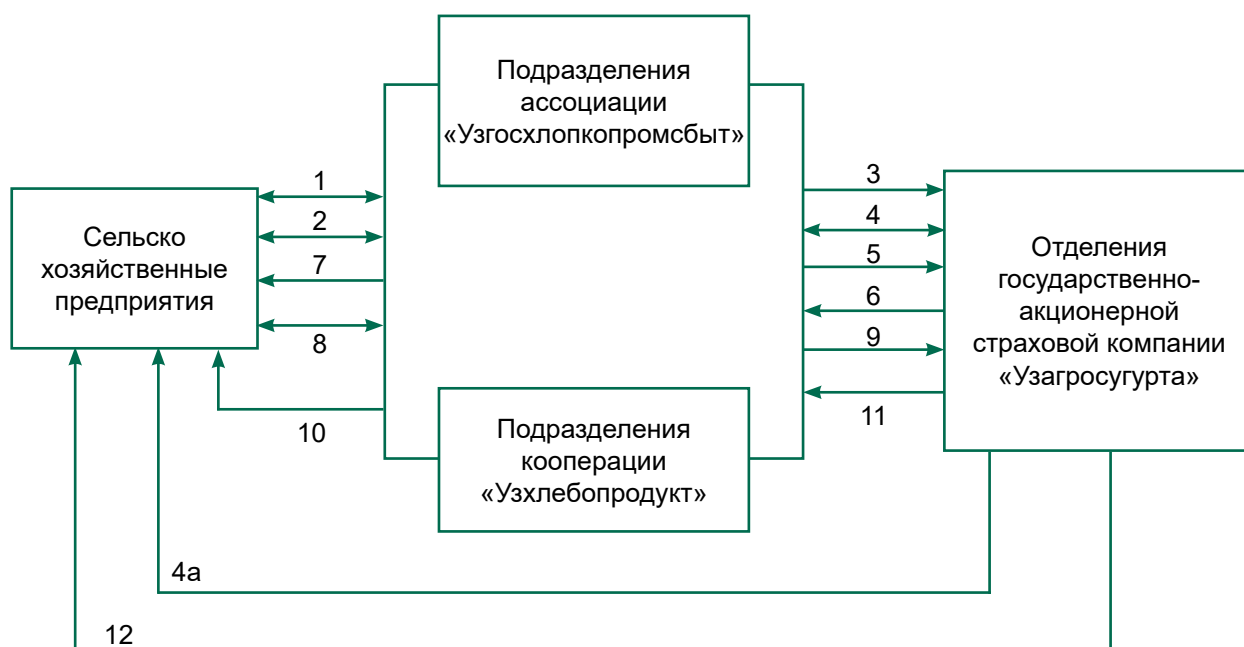 Подразделения
ассоциации
«Узгосхлопкопромсбыт»
Сельско
хозяйственные
предприятия
1
2
7
8
10
3
4
5
6
9
11
Отделения
государственно-
акционерной
страховой компании
«Узагросугурта»
Подразделения
кооперации
«Узхлебопродукт»
4а
12